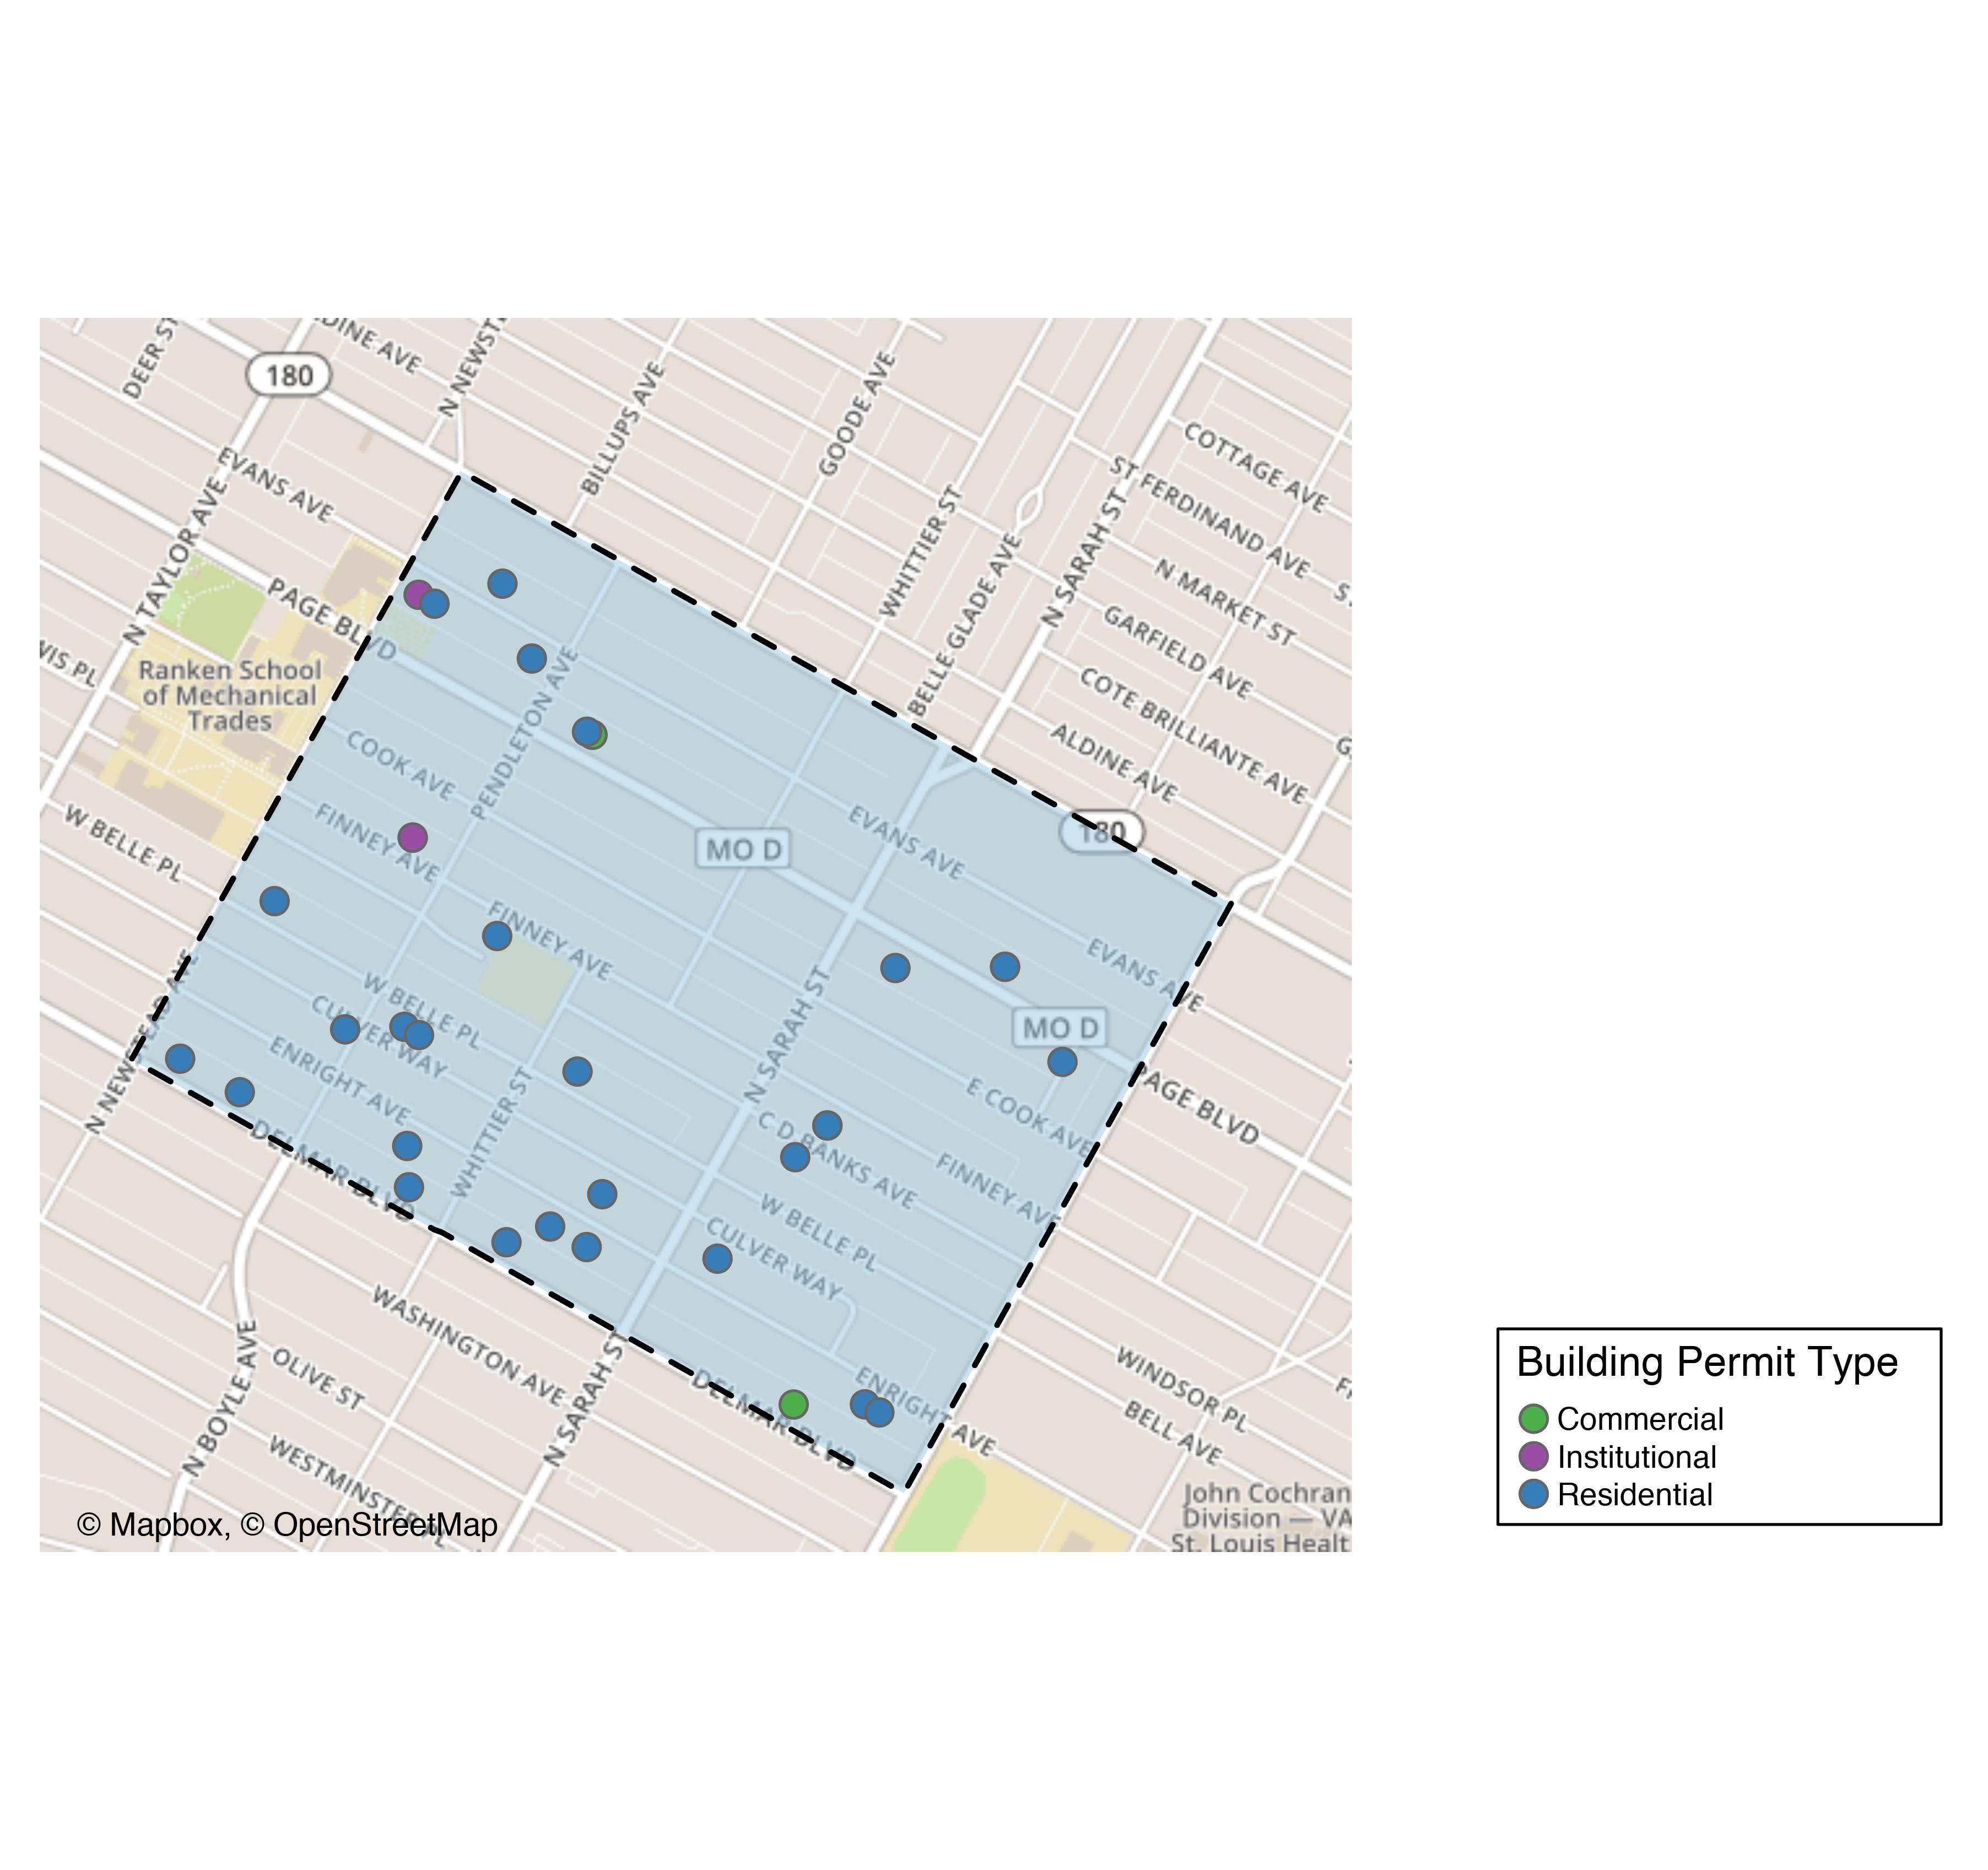 DEER ST
DINE AVE
N NEWST
180
BILLUPS AVE
GOODE AVE
COTTAGE AVE
EVANS AVE
ST FERDINAND AVE
WHITTIER ST
N TAYLOR AVE
N SARAH ST
N MARKET ST
S
PAGE BLVD
BELLE GLADE AVE
GARFIELD AVE
WIS PL
Ranken School
of Mechanical
Trades
PENDLETON AVE
COTE BRILLIANTE AVE
ALDINE AVE
G
COOK AVE
W BELLE PL
FINNEY AVE
MO D
EVANS AVE
180
FINNEY AVE
EVANS AVE
N NEWSTEAD AVE
W BELLE PL
CULVER WAY
N SARAH ST
MO D
ENRIGHT AVE
WHITTIER ST
E COOK AVE
PAGE BLVD
C D BANKS AVE
DELMAR BLVD
FINNEY AVE
W BELLE PL
CULVER WAY
WASHINGTON AVE
N BOYLE AVE
OLIVE ST
N SARAH ST
DELMAR BLVD
ENRIGHT AVE
WINDSOR PL
BELL AVE
F
WESTMINSTER PL
John Cochran
Division — VA
St. Louis Healt
© Mapbox, © OpenStreetMap
Building Permit Type
Commercial
Institutional
Residential